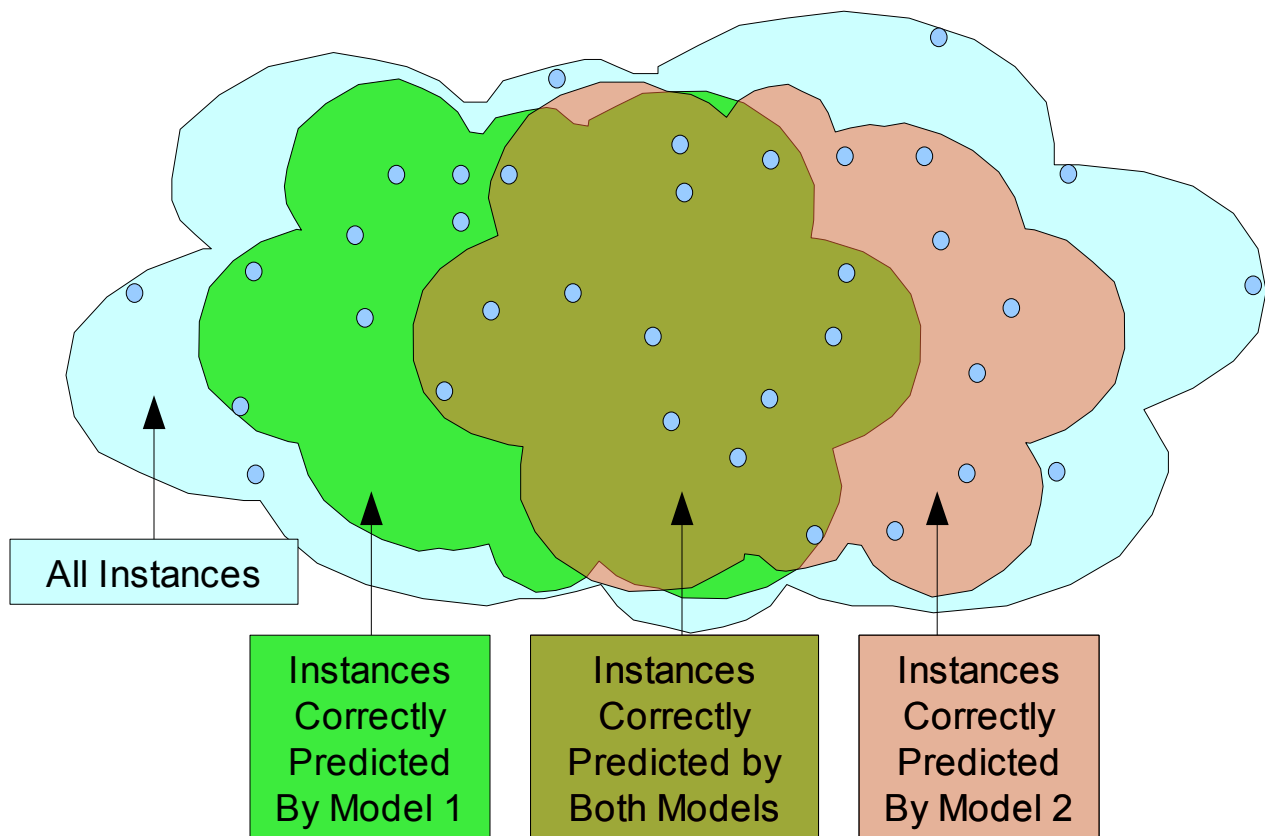 All Instances
Instances
Correctly
Predicted
By Model 1
Instances
Correctly
Predicted by
Both Models
Instances
Correctly
Predicted
By Model 2